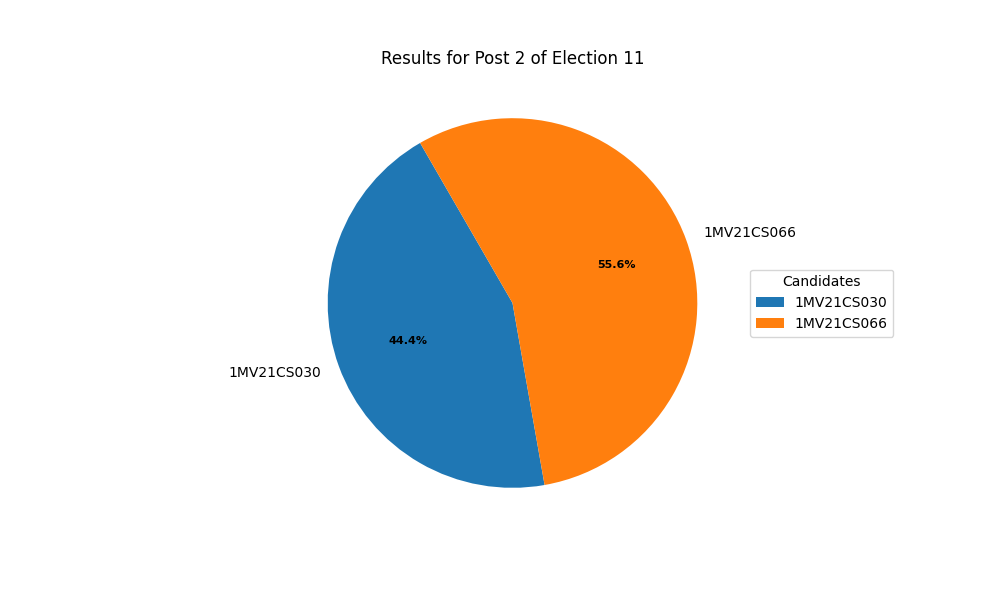 Results for Post 2 of Election 11
1MV21CS066
55.6%
Candidates
1MV21CS030
1MV21CS066
44.4%
1MV21CS030